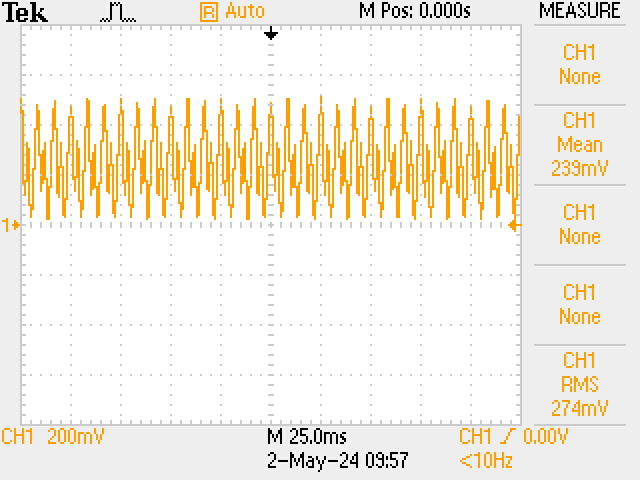 Tek R Auto M Pos: 0.000s MEASURE
CH1
None
CH1
Mean
239mV
CH1
None
CH1
None
CH1
RMS
274mV
1
CH1 200mV M 25.0ms CH1 0.00V
2-May-24 09:57 <10Hz